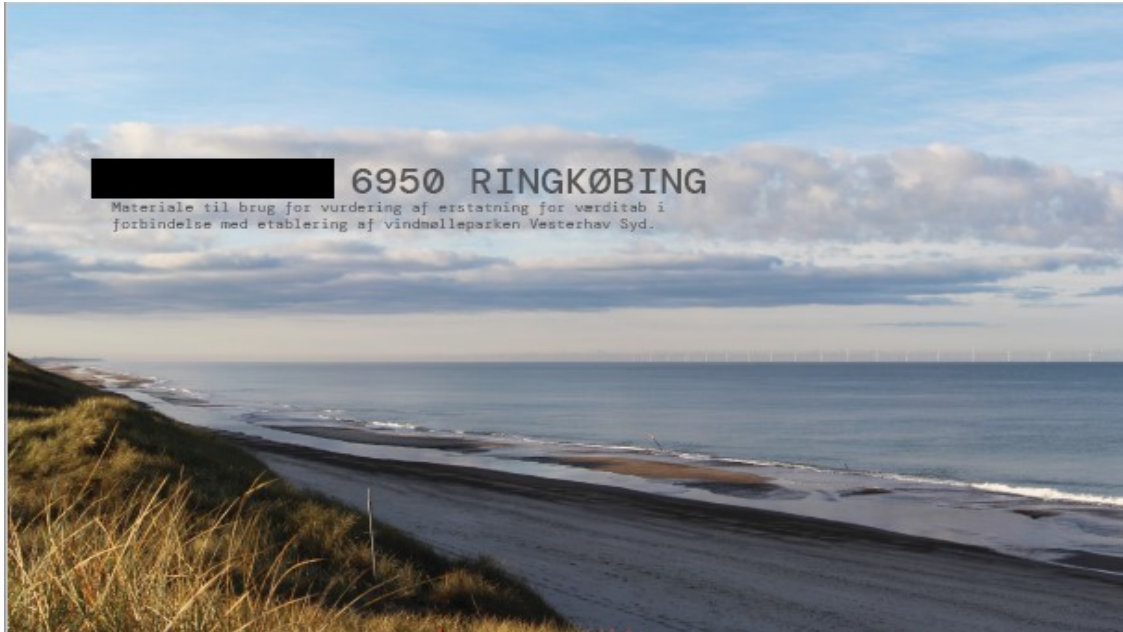 6950 RINGKØBING
Materiale til brug for vurdering af erstatning for værditab i
forbindelse med etablering af vindmølleparken Vesterhav Syd.